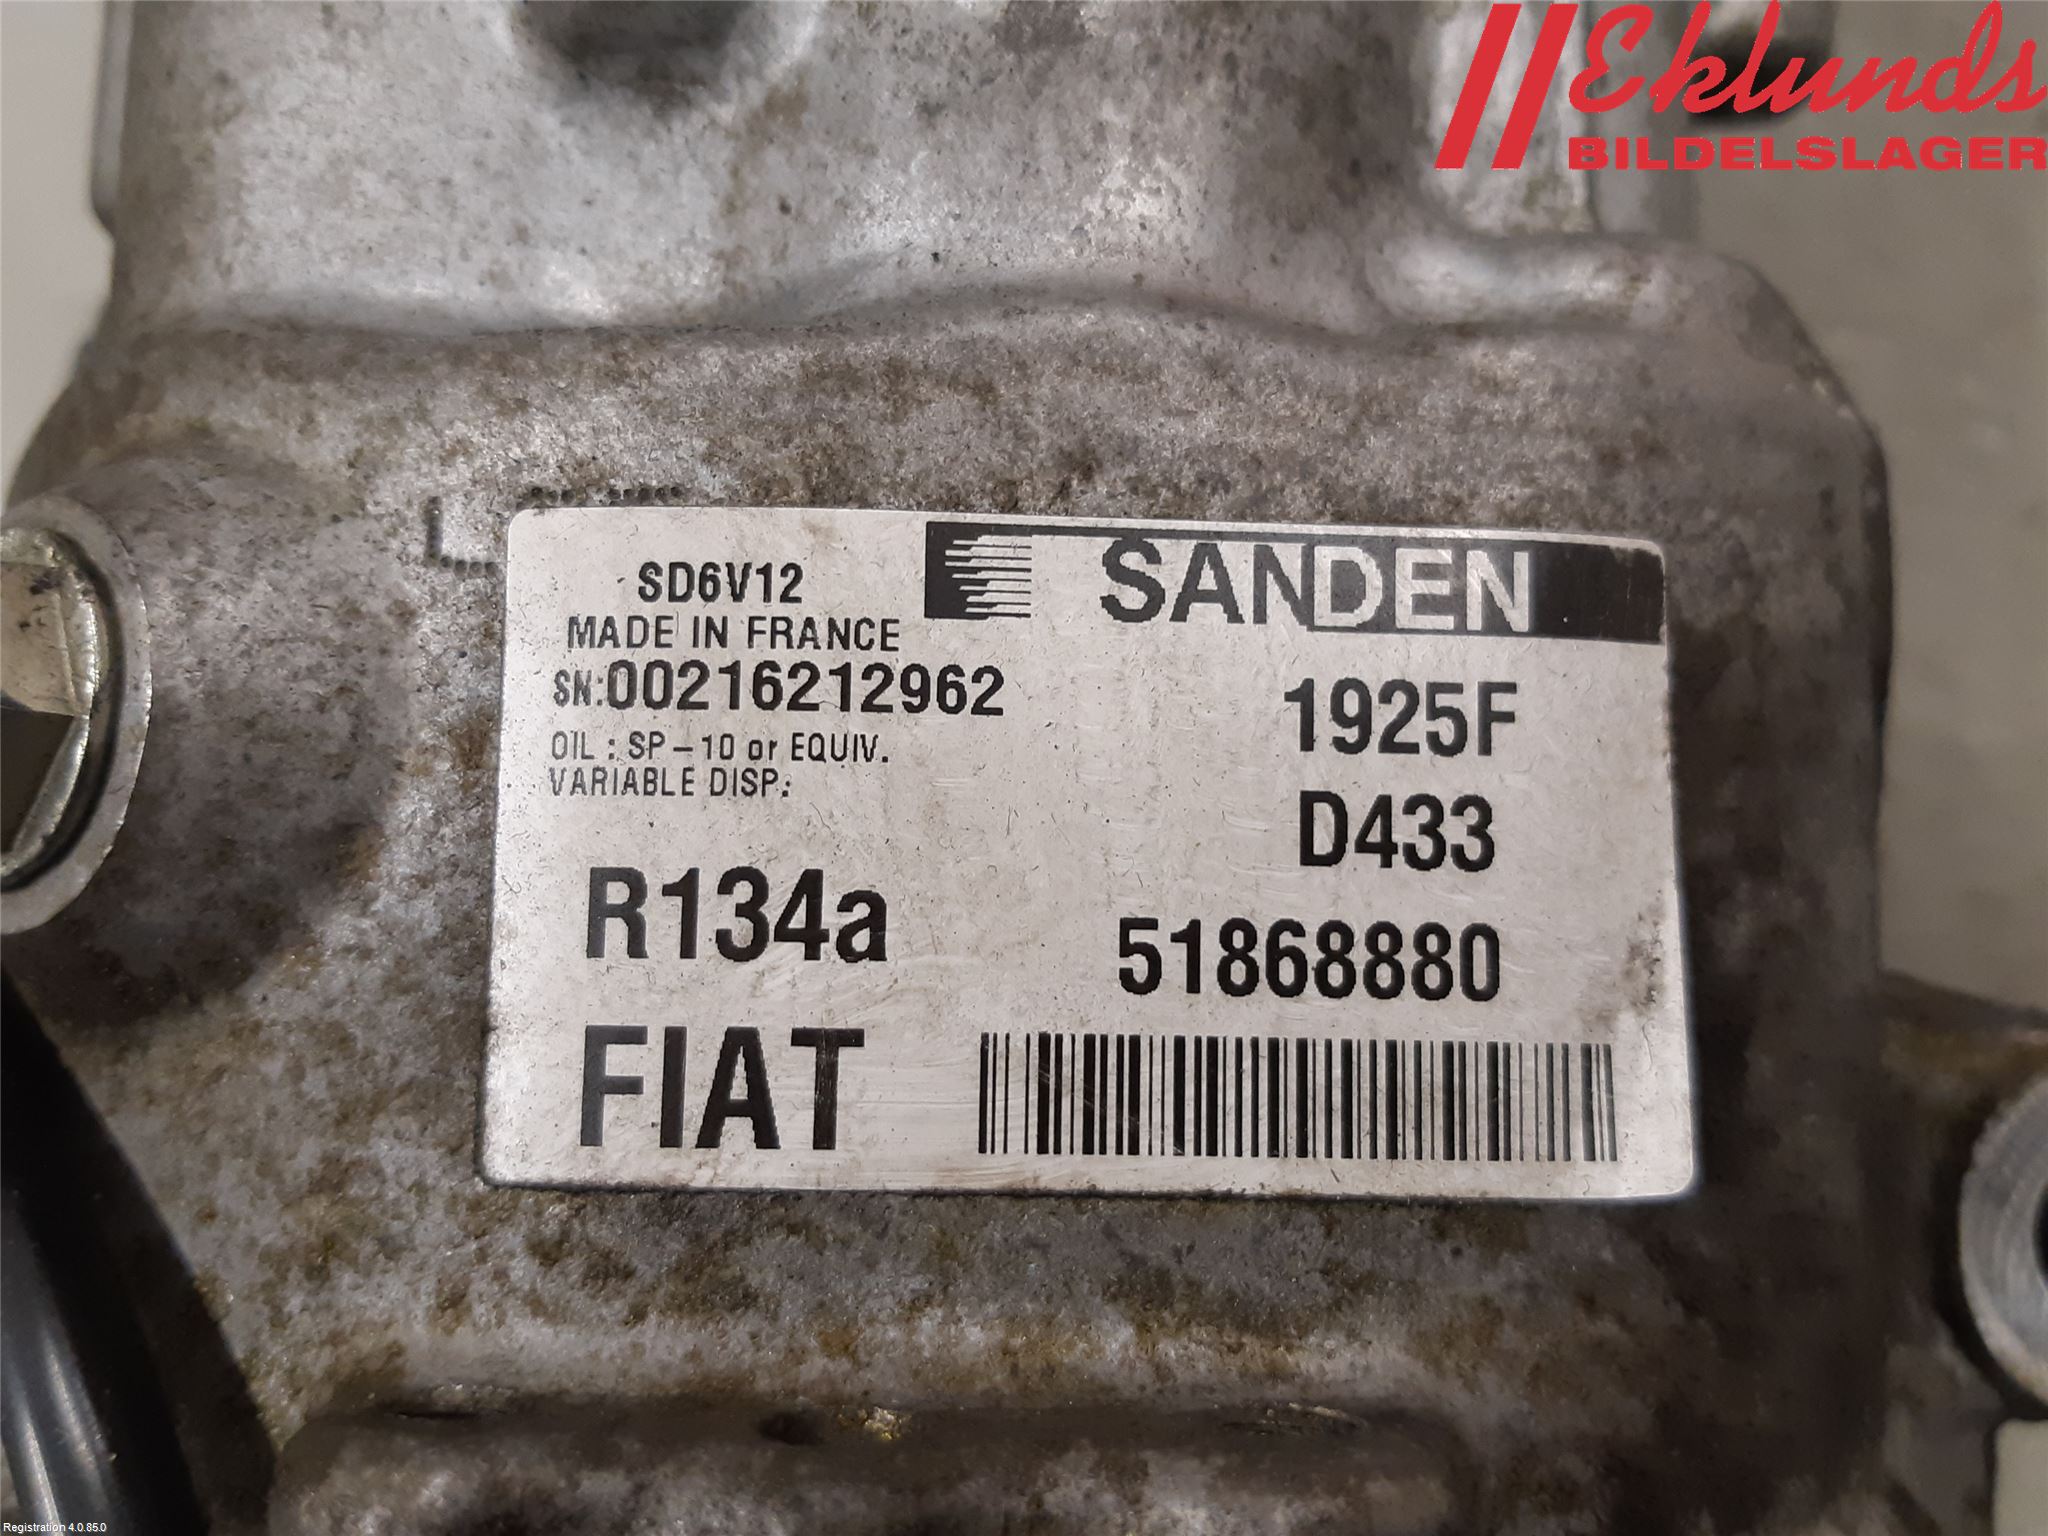 Eklunds
BILDELSLAGER
SD6V12
SANDEN
MADE IN FRANCE
SN:00216212962
1925F
OIL : SP-10 or EQUIV.
VARIABLE DISP:
D433
R134a
51868880
FIAT
Registration 4.0.85.0